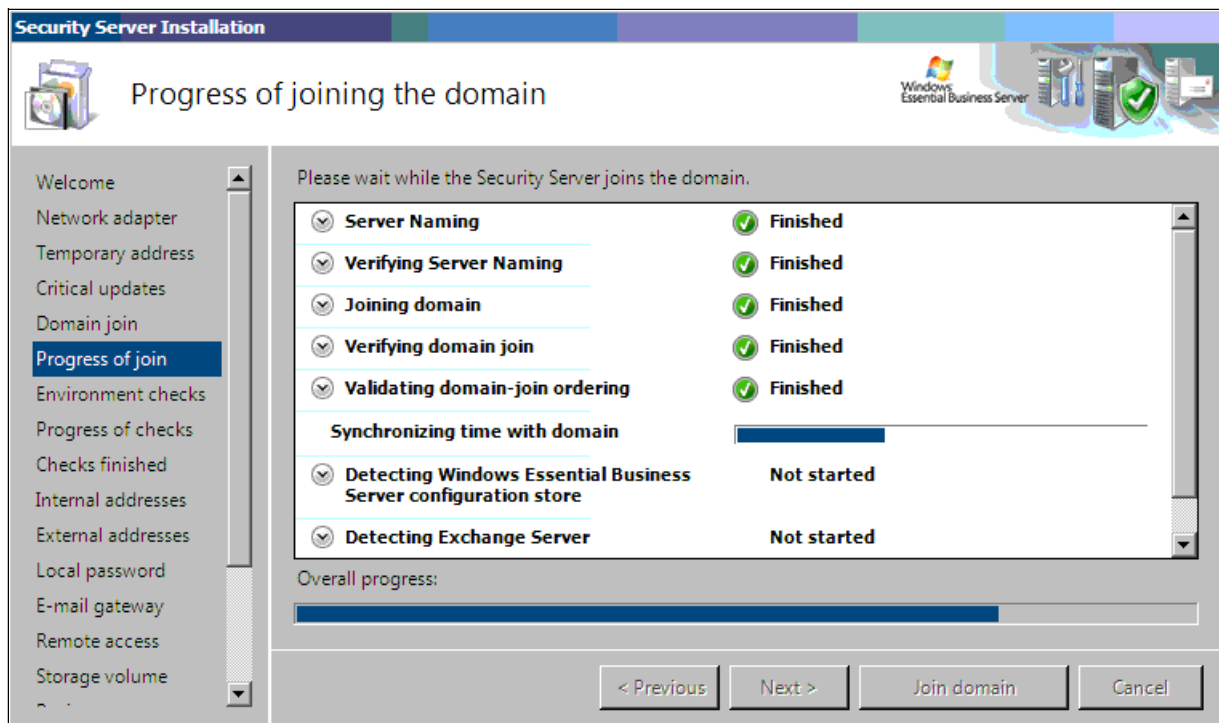 Security Server Installation
Progress of joining the domain
Windows
Essential Business Server
Welcome
Network adapter
Temporary address
Critical updates
Domain join
Progress of join
Environment checks
Progress of checks
Checks finished
Internal addresses
External addresses
Local password
E-mail gateway
Remote access
Storage volume
Please wait while the Security Server joins the domain.
Server Naming Finished
Verifying Server Naming Finished
Joining domain Finished
Verifying domain join Finished
Validating domain-join ordering Finished
Synchronizing time with domain
Detecting Windows Essential Business Not started
Server configuration store
Detecting Exchange Server Not started
Overall progress:
< Previous Next > Join domain Cancel